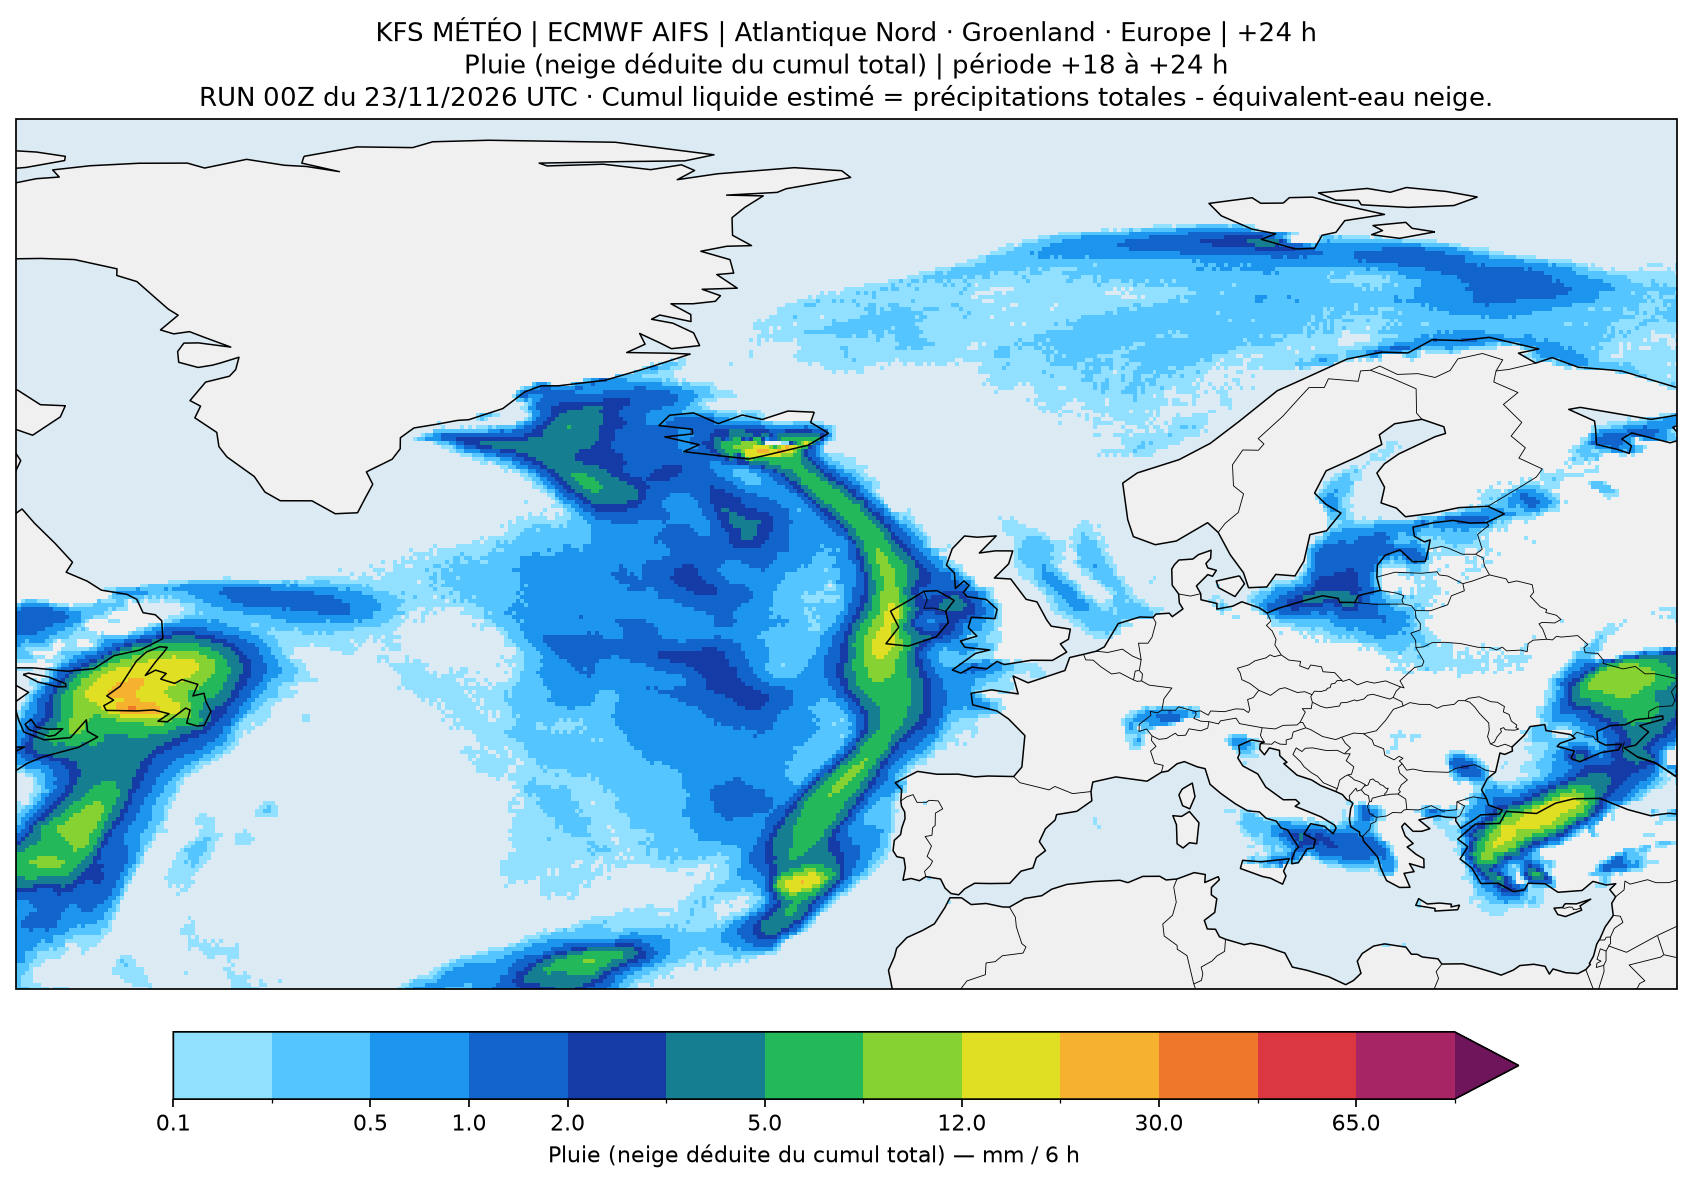 KFS MÉTÉO | ECMWF AIFS | Atlantique Nord · Groenland · Europe | +24 h
Pluie (neige déduite du cumul total) | période +18 à +24 h
RUN 00Z du 23/11/2026 UTC · Cumul liquide estimé = précipitations totales - équivalent-eau neige.
0.1 0.5 1.0 2.0 5.0 12.0 30.0 65.0
Pluie (neige déduite du cumul total) — mm / 6 h